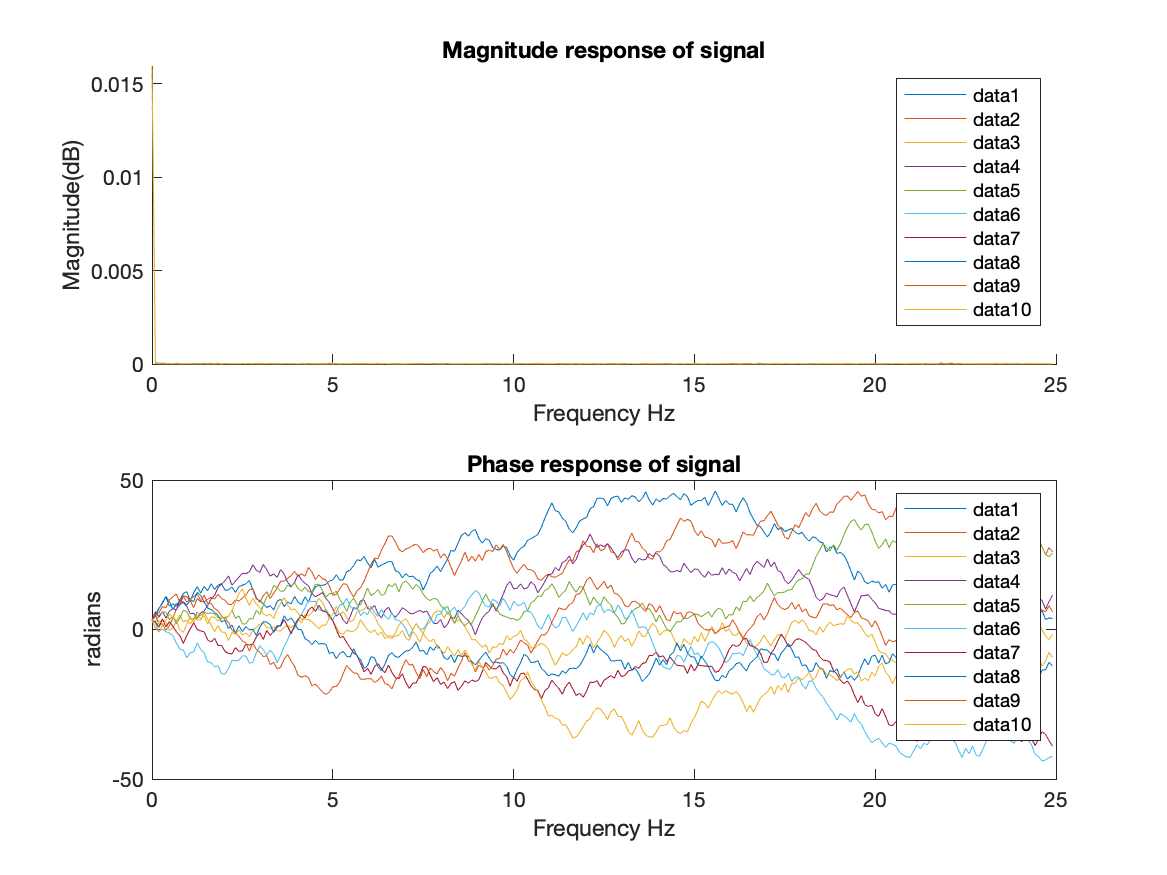 Magnitude response of signal
0.015
0.01
0.005
0
Magnitude(dB)
data1
data2
data3
data4
data5
data6
data7
data8
data9
data10
0 5 10 15 20 25
Frequency Hz
Phase response of signal
50
0
-50
radians
data1
data2
data3
data4
data5
data6
data7
data8
data9
data10
0 5 10 15 20 25
Frequency Hz